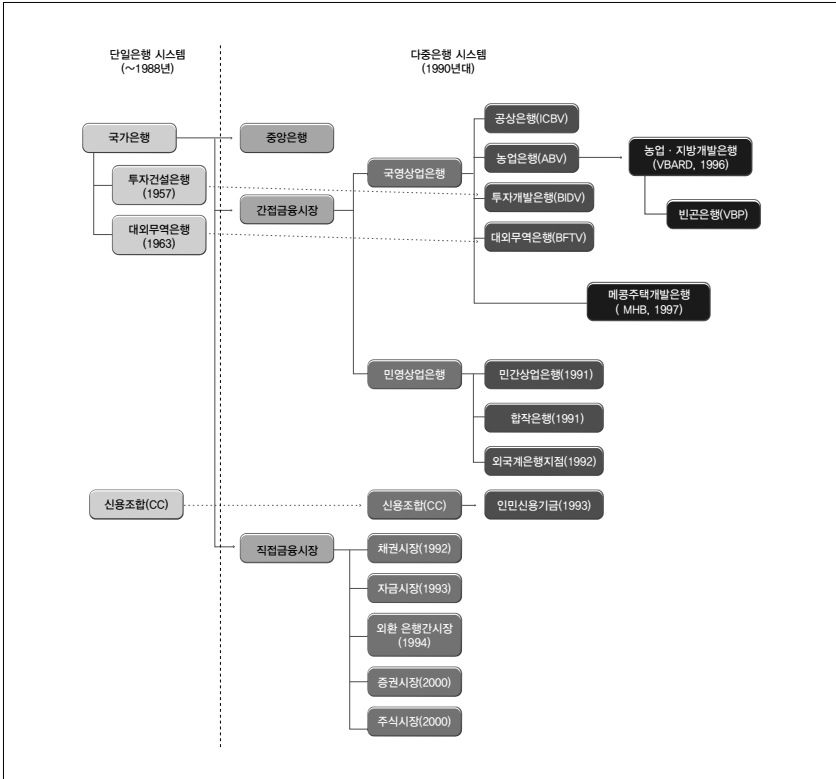 단일은행 시스템
(～1988년)
다중은행 시스템
(1990년대)
국가은행
투자건설은행
(1957)
대외무역은행
(1963)
중앙은행
간접금융시장
국영상업은행
공상은행(ICBV)
농업은행(ABV)
투자개발은행(BIDV)
대외무역은행(BFTV)
농업 · 지방개발은행
(VBARD, 1996)
빈곤은행(VBP)
메콩주택개발은행
( MHB, 1997)
민영상업은행
민간상업은행(1991)
합작은행(1991)
외국계은행지점(1992)
신용조합(CC)
신용조합(CC)
인민신용기금(1993)
직접금융시장
채권시장(1992)
자금시장(1993)
외환 은행간시장
(1994)
증권시장(2000)
주식시장(2000)